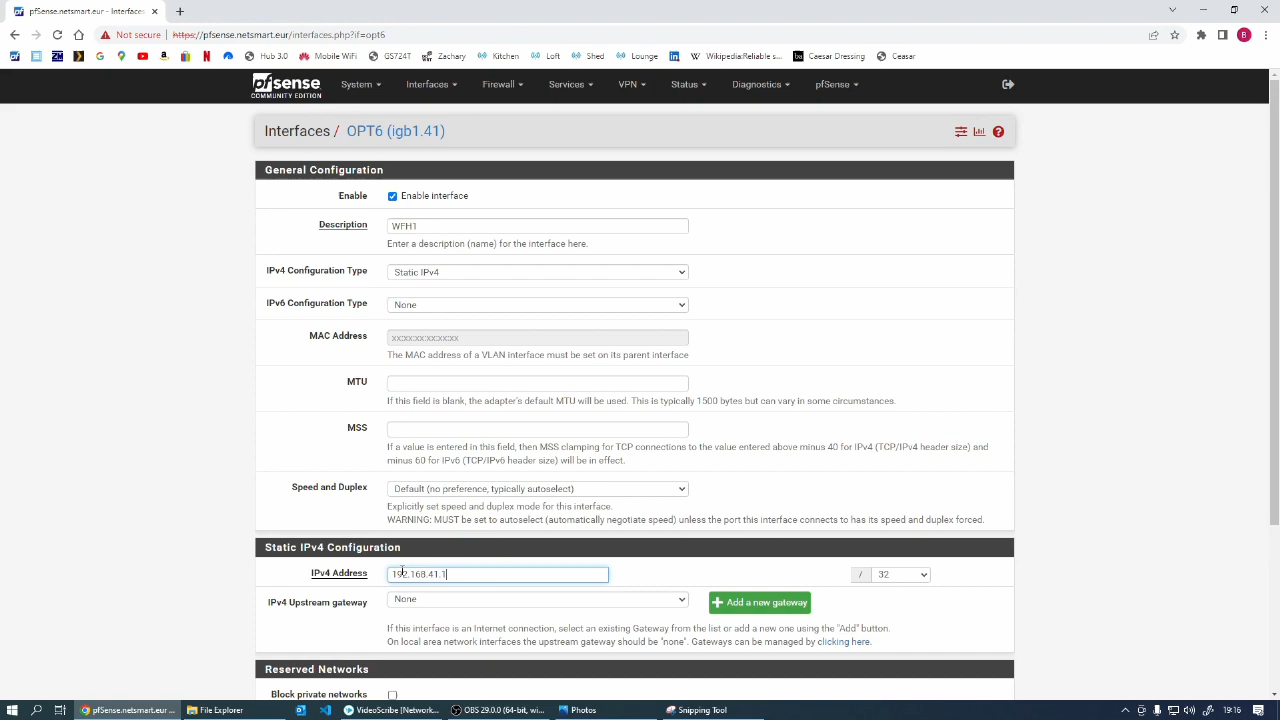 pfSense.netsmart.eur - Interfaces:
Not secure
https://pfsense.netsmart.eur/interfaces.php?if=opt6
B
Hub 3.0
Mobile WiFi
GS724T
Zachary
Kitchen
Loft
Shed
Lounge
Wikipedia:Reliable s...
ba
Caesar Dressing
Ceasar
pfsense
COMMUNITY EDITION
System
Interfaces
Firewall
Services
VPN
Status
Diagnostics
pfSense
Interfaces / OPT6 (igb1.41)
General Configuration
Enable
Enable interface
Description
WFH1
Enter a description (name) for the interface here.
IPv4 Configuration Type
Static IPv4
IPv6 Configuration Type
None
MAC Address
xx:xx:xx:xx:xx:xx
The MAC address of a VLAN interface must be set on its parent interface
MTU
If this field is blank, the adapter's default MTU will be used. This is typically 1500 bytes but can vary in some circumstances.
MSS
If a value is entered in this field, then MSS clamping for TCP connections to the value entered above minus 40 for IPv4 (TCP/IPv4 header size) and
minus 60 for IPv6 (TCP/IPv6 header size) will be in effect.
Speed and Duplex
Default (no preference, typically autoselect)
Explicitly set speed and duplex mode for this interface.
WARNING: MUST be set to autoselect (automatically negotiate speed) unless the port this interface connects to has its speed and duplex forced.
Static IPv4 Configuration
IPv4 Address
192.168.41.1
/ 32
IPv4 Upstream gateway
None
Add a new gateway
If this interface is an Internet connection, select an existing Gateway from the list or add a new one using the "Add" button.
On local area network interfaces the upstream gateway should be "none". Gateways can be managed by clicking here.
Reserved Networks
Block private networks
pfSense.netsmart.eur ...
File Explorer
VideoScribe [Network...
OBS 29.0.0 (64-bit, wi...
Photos
Snipping Tool
19:16